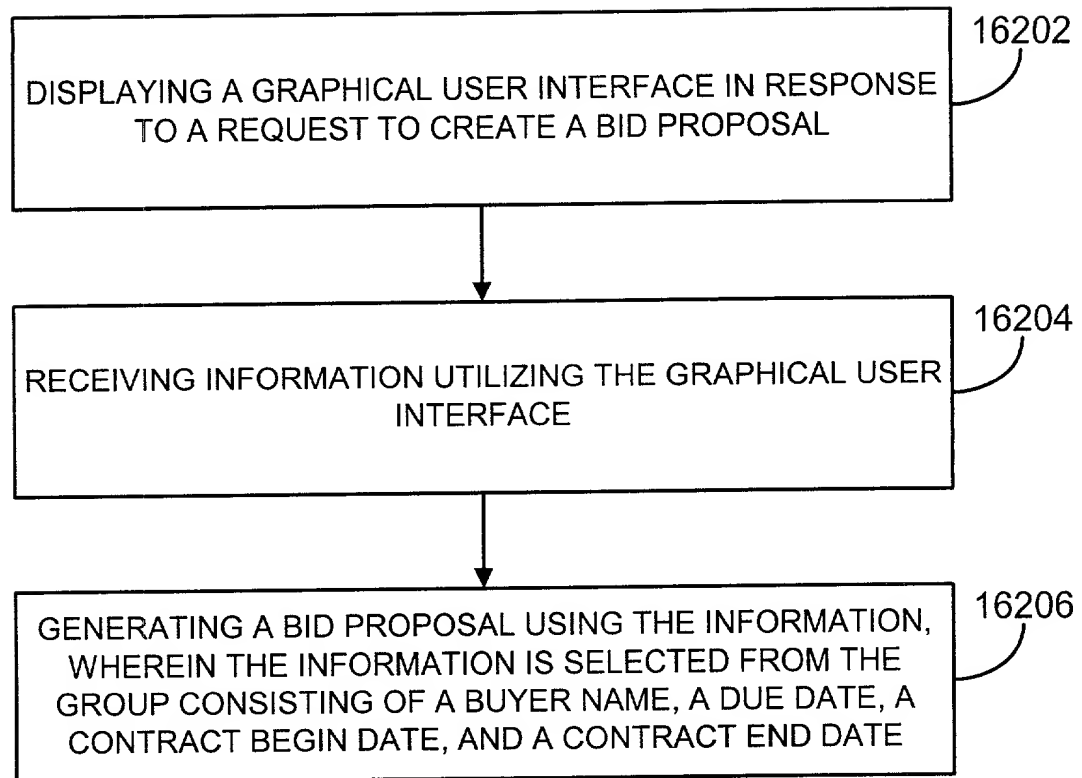 16202
DISPLAYING A GRAPHICAL USER INTERFACE IN RESPONSE
TO A REQUEST TO CREATE A BID PROPOSAL
16204
RECEIVING INFORMATION UTILIZING THE GRAPHICAL USER
INTERFACE
16206
GENERATING A BID PROPOSAL USING THE INFORMATION,
WHEREIN THE INFORMATION IS SELECTED FROM THE
GROUP CONSISTING OF A BUYER NAME, A DUE DATE, A
CONTRACT BEGIN DATE, AND A CONTRACT END DATE